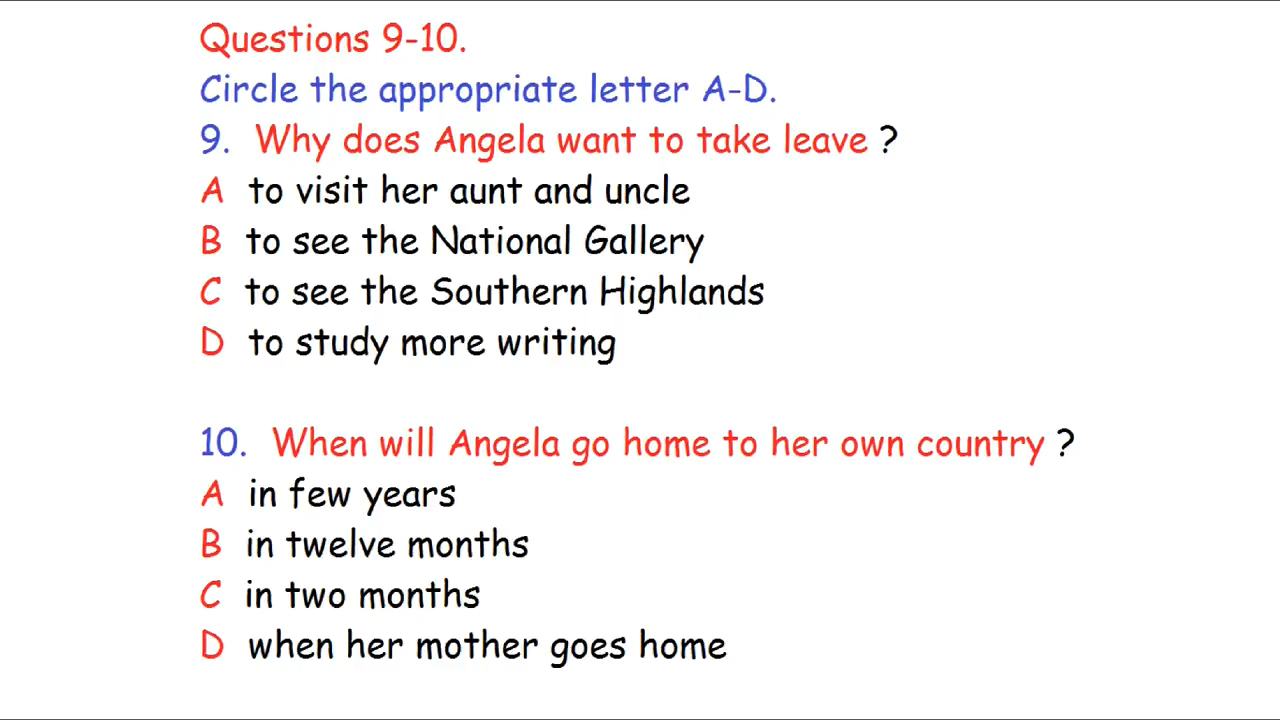 Questions 9-10.
Circle the appropriate letter A-D.
9. Why does Angela want to take leave ?
A to visit her aunt and uncle
B to see the National Gallery
C to see the Southern Highlands
D to study more writing
10. When will Angela go home to her own country ?
A in few years
B in twelve months
C in two months
D when her mother goes home